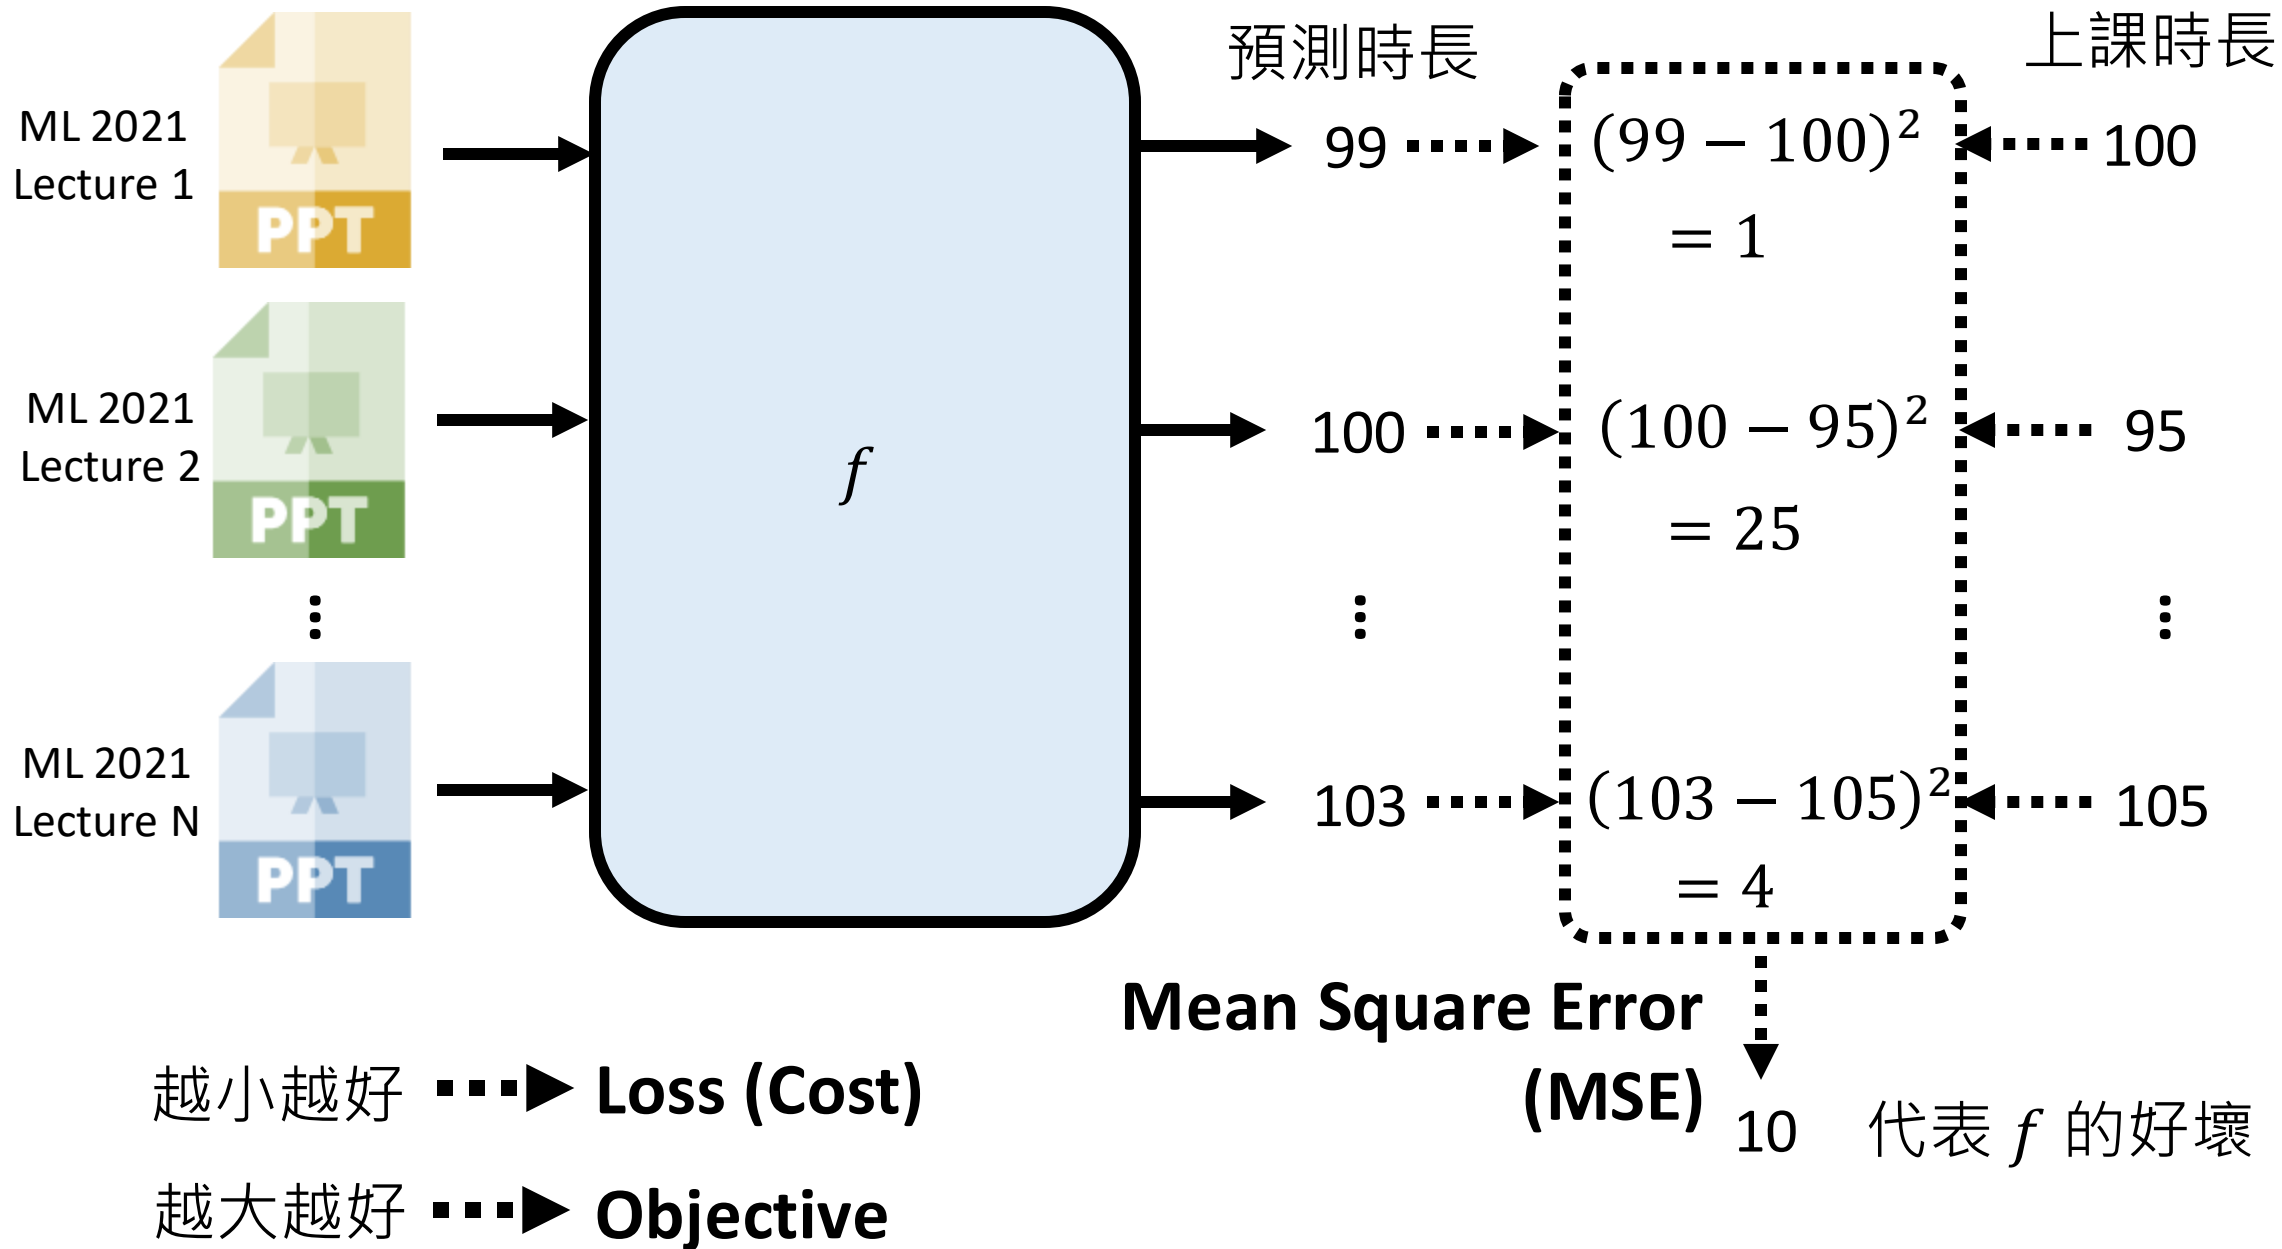 預測時長
上課時長
ML 2021
Lecture 1
PPT
99
(99 − 100)²
= 1
100
ML 2021
Lecture 2
PPT
f
100
(100 − 95)²
= 25
95
⋮
⋮
⋮
ML 2021
Lecture N
PPT
103
(103 − 105)²
= 4
105
Mean Square Error
(MSE)
10 代表 f 的好壞
越小越好 Loss (Cost)
越大越好 Objective